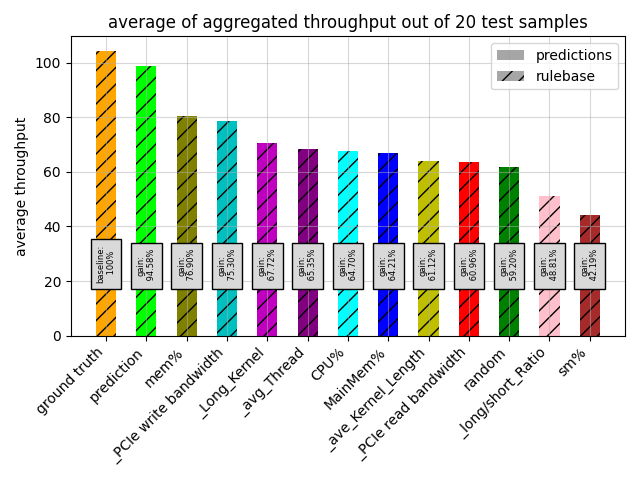 average of aggregated throughput out of 20 test samples
predictions
rulebase
average throughput
100
80
60
40
20
0
baseline:
100%
gain:
94.58%
gain:
76.90%
gain:
75.30%
gain:
67.72%
gain:
65.35%
gain:
64.70%
gain:
64.21%
gain:
61.12%
gain:
60.96%
gain:
59.20%
gain:
48.81%
gain:
42.19%
ground truth
prediction
mem%
_PCIe write bandwidth
_Long_Kernel
_avg_Thread
CPU%
MainMem%
_ave_Kernel_Length
_PCIe read bandwidth
random
_long/short_Ratio
sm%